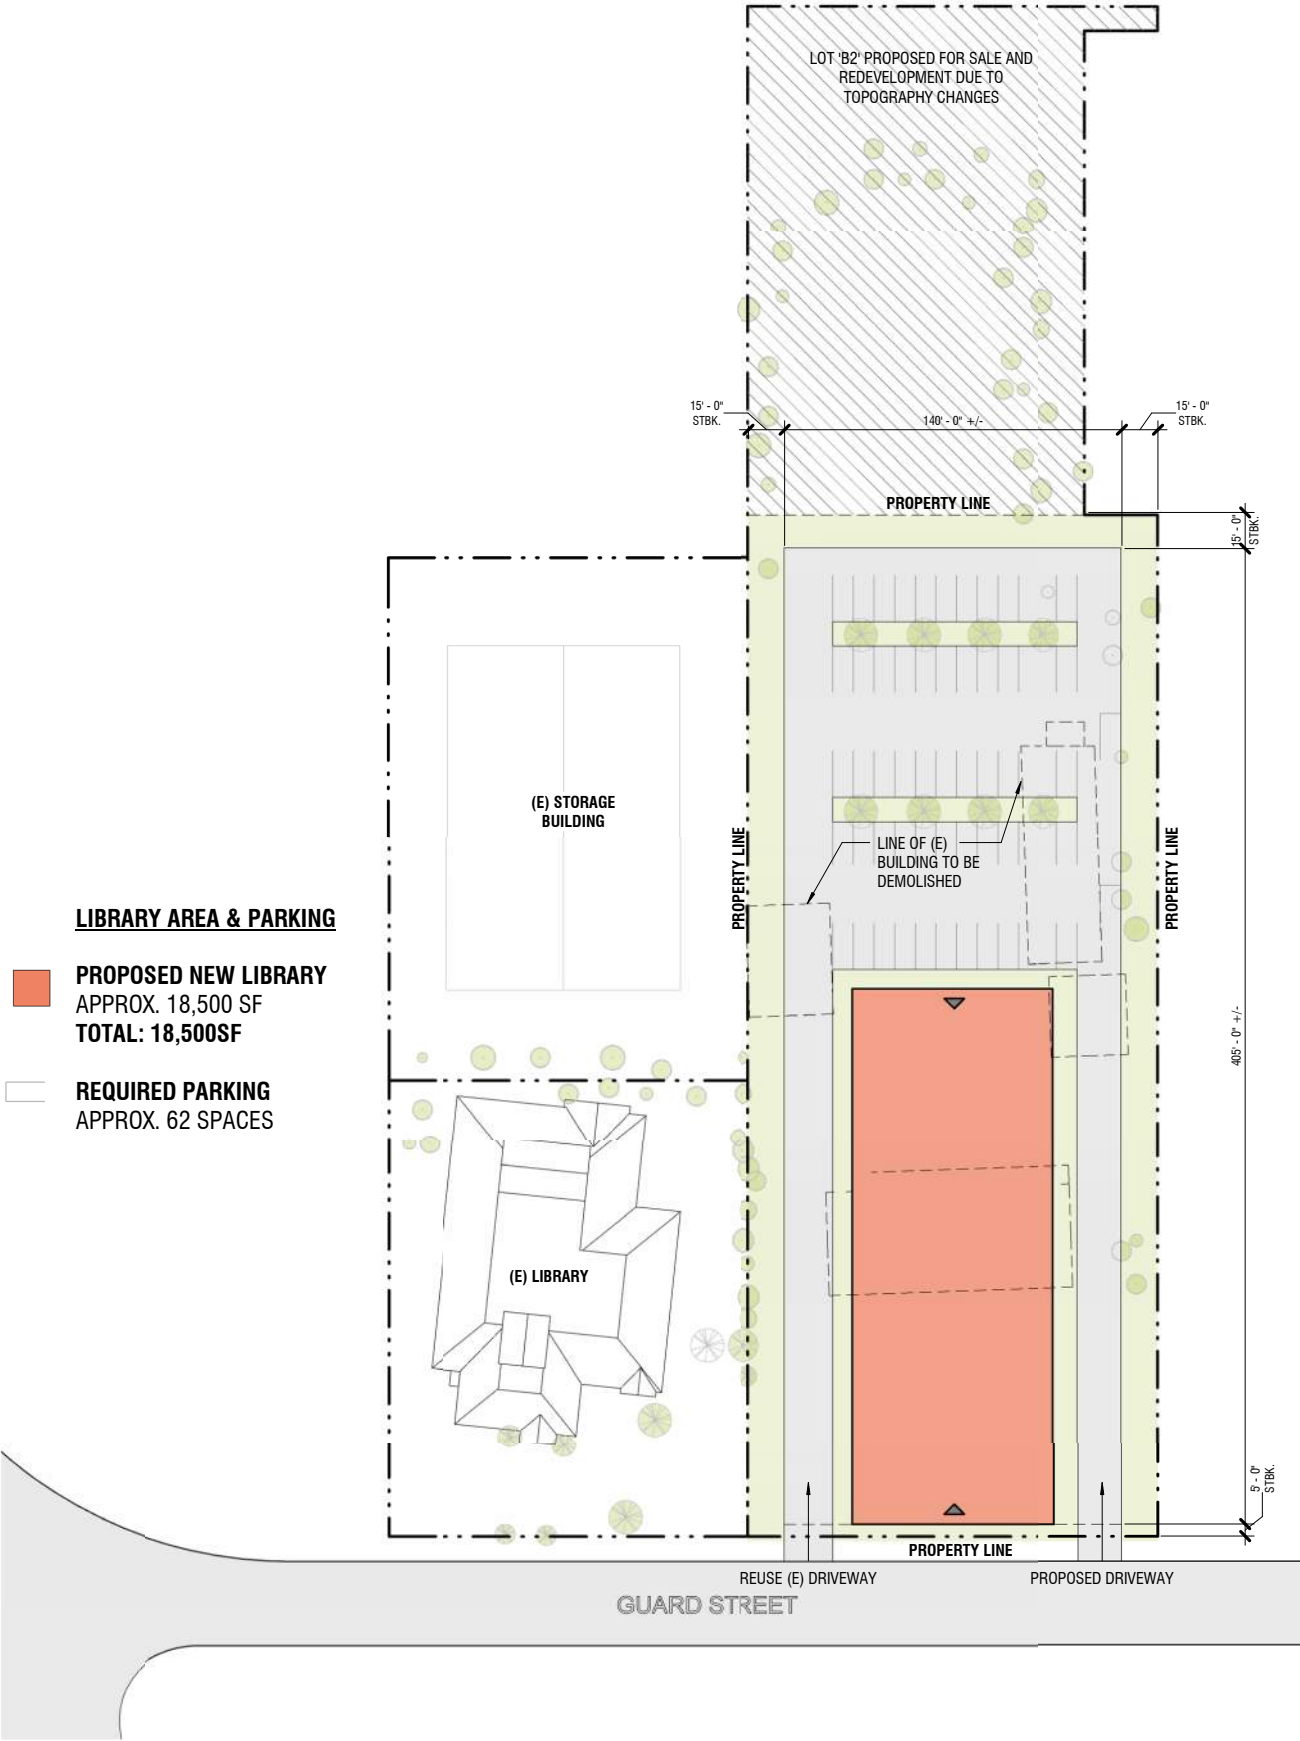 LOT 'B2' PROPOSED FOR SALE AND
REDEVELOPMENT DUE TO
TOPOGRAPHY CHANGES
15' - 0"
STBK.
140' - 0" +/-
15' - 0"
STBK.
PROPERTY LINE
15' - 0"
STBK.
(E) STORAGE
BUILDING
PROPERTY LINE
LINE OF (E)
BUILDING TO BE
DEMOLISHED
PROPERTY LINE
LIBRARY AREA & PARKING
PROPOSED NEW LIBRARY
APPROX. 18,500 SF
TOTAL: 18,500SF
REQUIRED PARKING
APPROX. 62 SPACES
405' - 0" +/-
(E) LIBRARY
5' - 0"
STBK.
PROPERTY LINE
REUSE (E) DRIVEWAY
PROPOSED DRIVEWAY
GUARD STREET